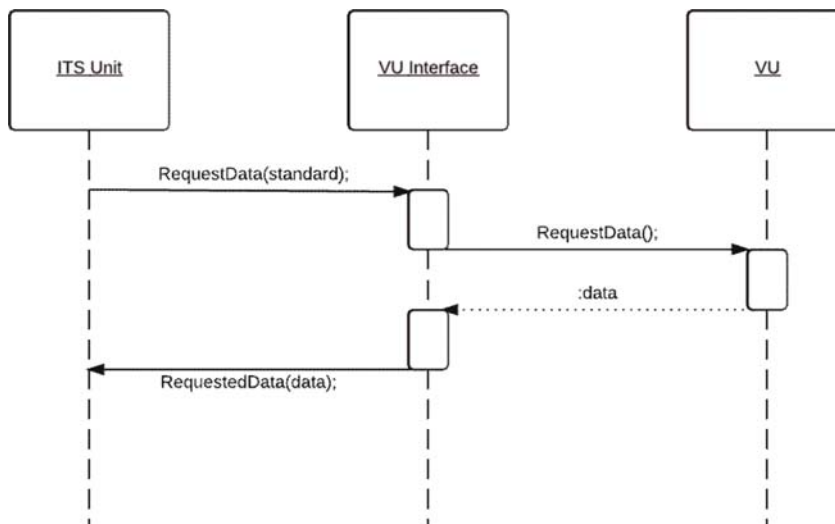 ITS Unit
VU Interface
VU
RequestData(standard);
RequestData();
:data
RequestedData(data);